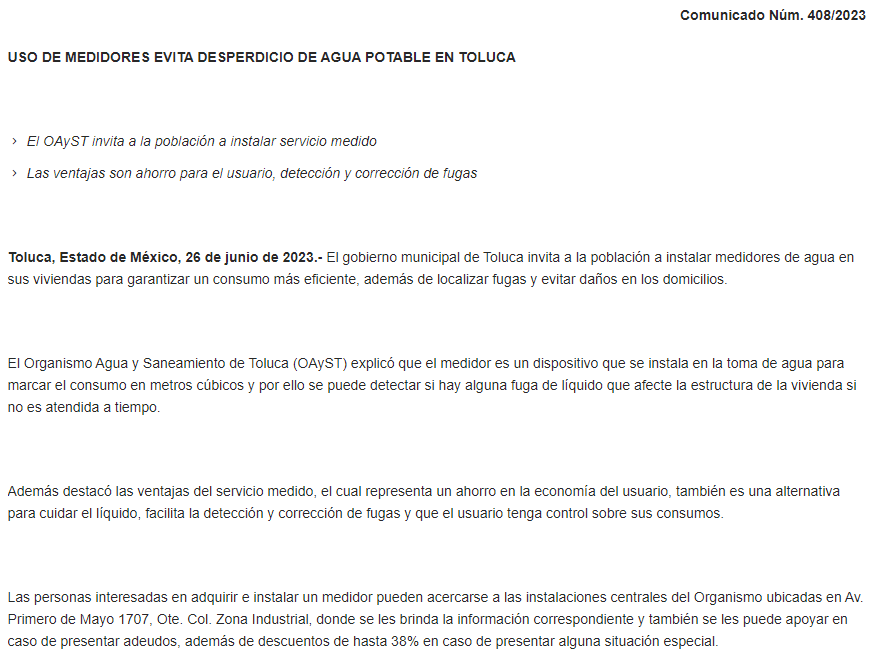 Comunicado Núm. 408/2023
USO DE MEDIDORES EVITA DESPERDICIO DE AGUA POTABLE EN TOLUCA
› El OAyST invita a la población a instalar servicio medido
› Las ventajas son ahorro para el usuario, detección y corrección de fugas
Toluca, Estado de México, 26 de junio de 2023.- El gobierno municipal de Toluca invita a la población a instalar medidores de agua en
sus viviendas para garantizar un consumo más eficiente, además de localizar fugas y evitar daños en los domicilios.
El Organismo Agua y Saneamiento de Toluca (OAyST) explicó que el medidor es un dispositivo que se instala en la toma de agua para
marcar el consumo en metros cúbicos y por ello se puede detectar si hay alguna fuga de líquido que afecte la estructura de la vivienda si
no es atendida a tiempo.
Además destacó las ventajas del servicio medido, el cual representa un ahorro en la economía del usuario, también es una alternativa
para cuidar el líquido, facilita la detección y corrección de fugas y que el usuario tenga control sobre sus consumos.
Las personas interesadas en adquirir e instalar un medidor pueden acercarse a las instalaciones centrales del Organismo ubicadas en Av.
Primero de Mayo 1707, Ote. Col. Zona Industrial, donde se les brinda la información correspondiente y también se les puede apoyar en
caso de presentar adeudos, además de descuentos de hasta 38% en caso de presentar alguna situación especial.